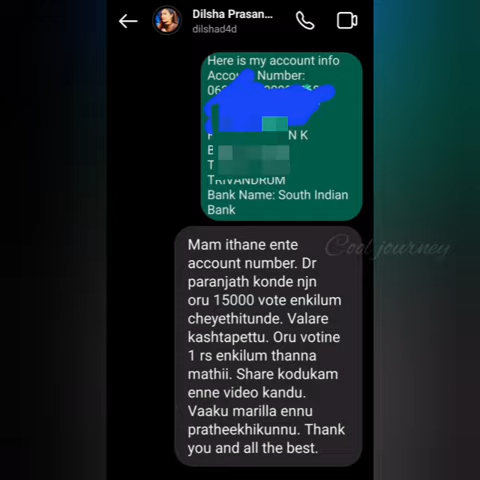 Dilsha Prasan...
dilshad4d
Here is my account info
Account Number:
N K
TRIVANDRUM
Bank Name: South Indian
Bank
Mam ithane ente
account number. Dr
paranjath konde njn
oru 15000 vote enkilum
cheyethitunde. Valare
kashtapettu. Oru votine
1 rs enkilum thanna
mathii. Share kodukam
enne video kandu.
Vaaku marilla ennu
pratheekhikunnu. Thank
you and all the best.
Cool journey